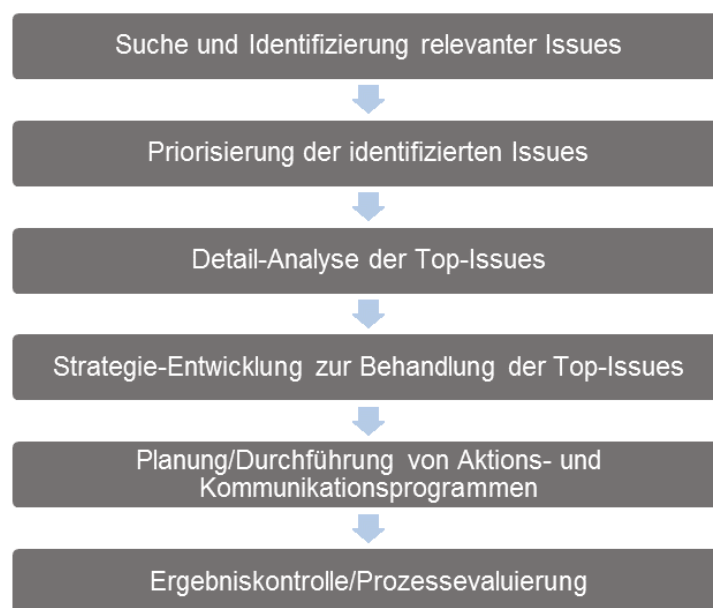 Suche und Identifizierung relevanter Issues
Priorisierung der identifizierten Issues
Detail-Analyse der Top-Issues
Strategie-Entwicklung zur Behandlung der Top-Issues
Planung/Durchführung von Aktions- und
Kommunikationsprogrammen
Ergebniskontrolle/Prozessevaluierung